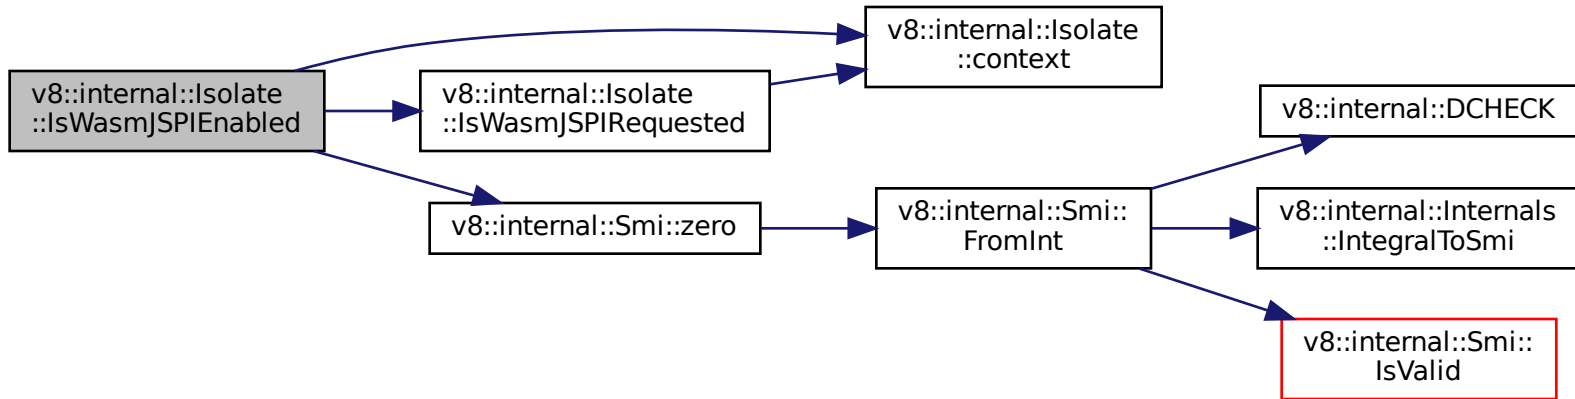 v8::internal::Isolate
::IsWasmJSPIEnabled
v8::internal::Isolate
::context
v8::internal::Isolate
::IsWasmJSPIRequested
v8::internal::Smi::zero
v8::internal::Smi::
FromInt
v8::internal::DCHECK
v8::internal::Internals
::IntegralToSmi
v8::internal::Smi::
IsValid